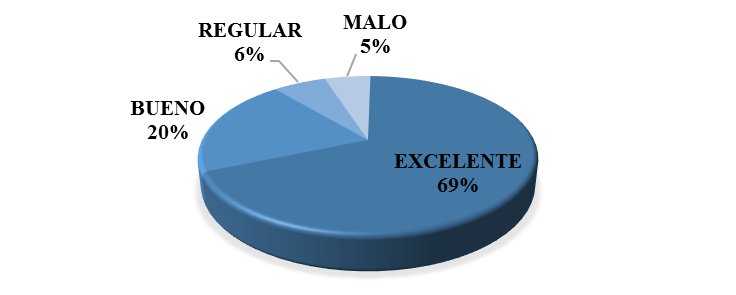 MALO
5%
REGULAR
6%
BUENO
20%
EXCELENTE
69%